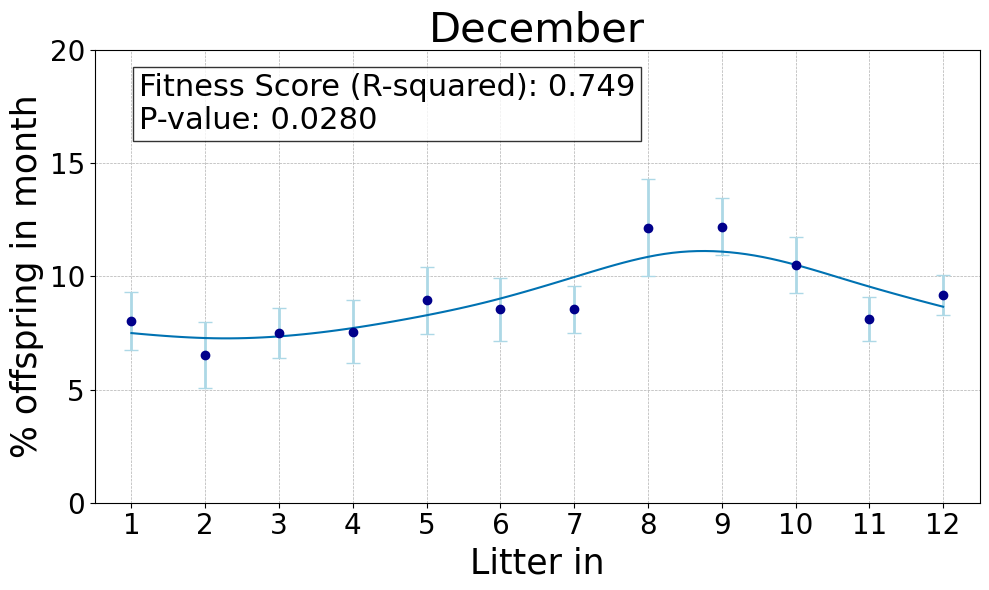 December
Fitness Score (R-squared): 0.749
P-value: 0.0280
% offspring in month
20
15
10
5
0
1 2 3 4 5 6 7 8 9 10 11 12
Litter in